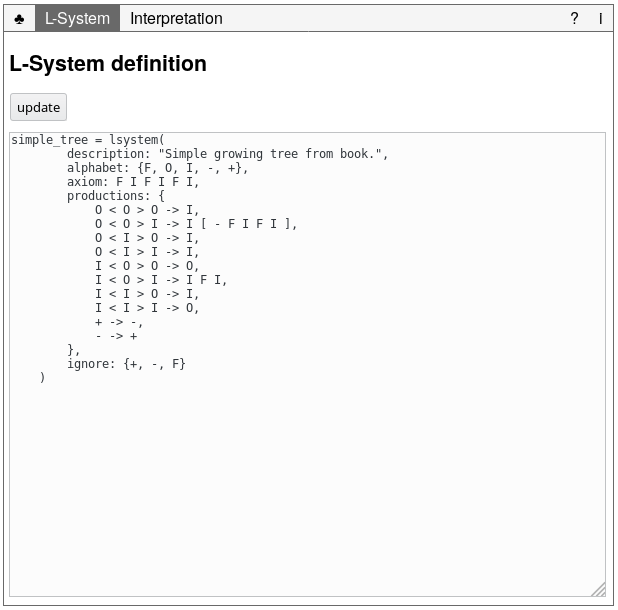 ♣ L-System Interpretation ? I
L-System definition
update
simple_tree = lsystem(
        description: "Simple growing tree from book.",
        alphabet: {F, O, I, -, +},
        axiom: F I F I F I,
        productions: {
            O < O > O -> I,
            O < O > I -> I [ - F I F I ],
            O < I > O -> I,
            O < I > I -> I,
            I < O > O -> O,
            I < O > I -> I F I,
            I < I > O -> I,
            I < I > I -> O,
            + -> -,
            - -> +
        },
        ignore: {+, -, F}
    )